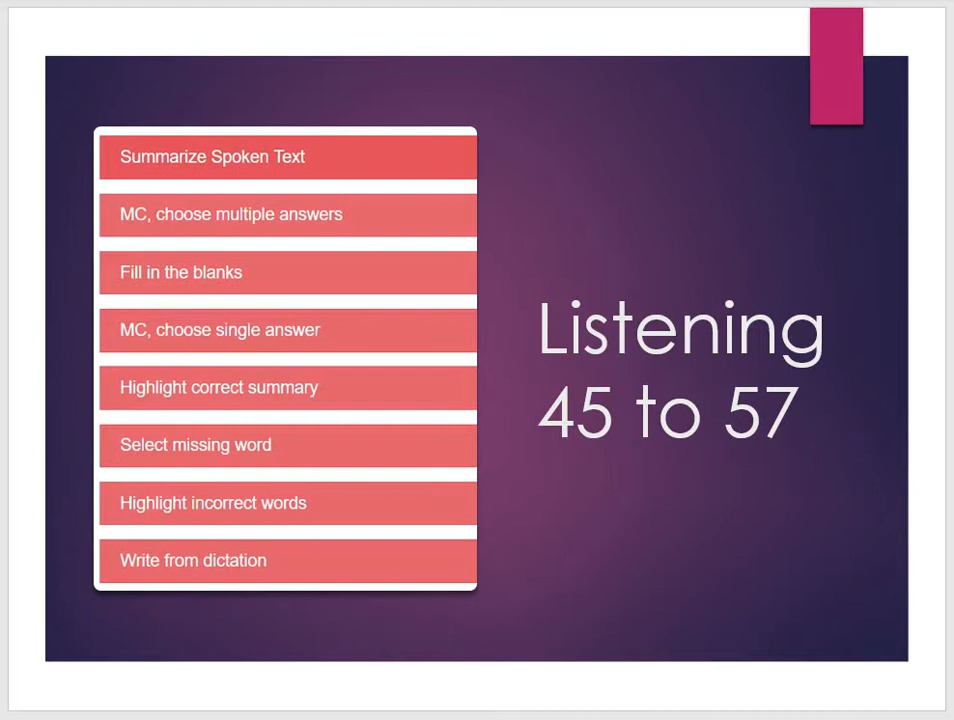 Summarize Spoken Text
MC, choose multiple answers
Fill in the blanks
MC, choose single answer
Highlight correct summary
Select missing word
Highlight incorrect words
Write from dictation
Listening
45 to 57